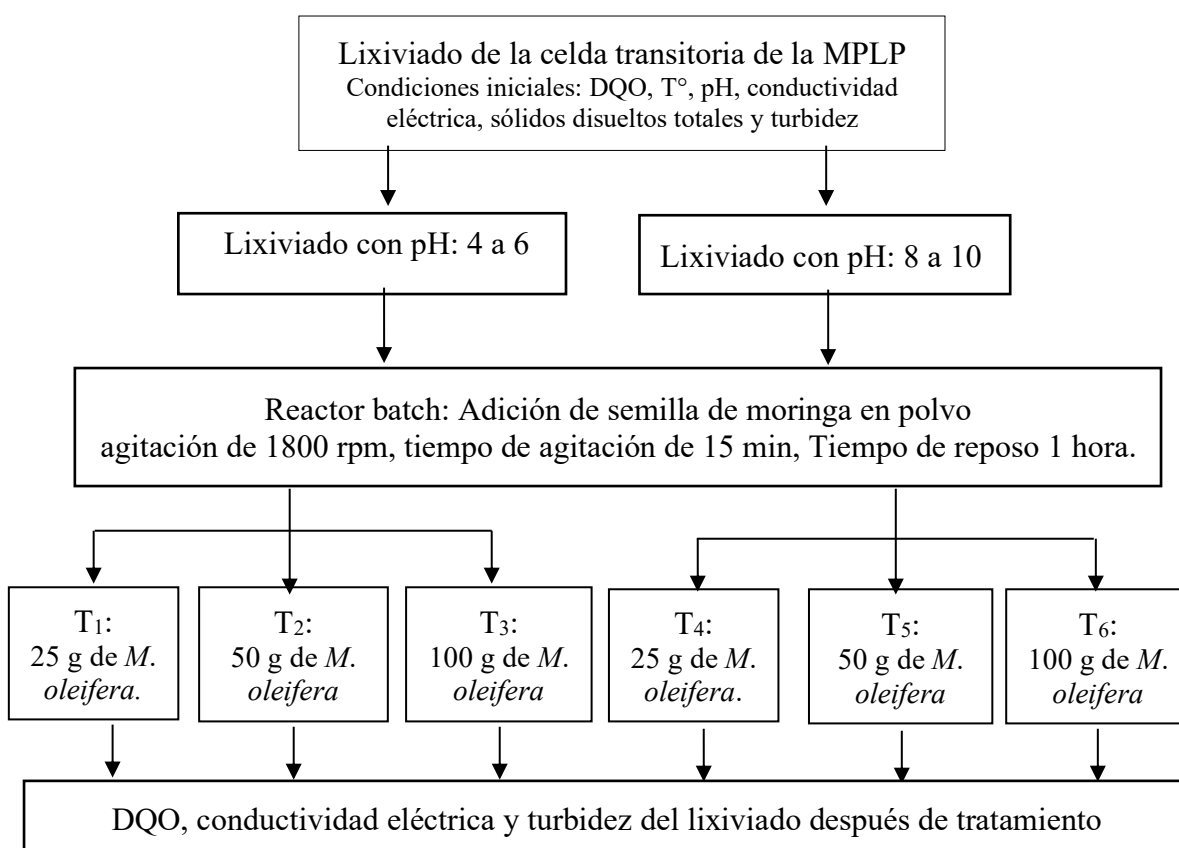 Lixiviado de la celda transitoria de la MPLP
Condiciones iniciales: DQO, T°, pH, conductividad
eléctrica, sólidos disueltos totales y turbidez
Lixiviado con pH: 4 a 6
Lixiviado con pH: 8 a 10
Reactor batch: Adición de semilla de moringa en polvo
agitación de 1800 rpm, tiempo de agitación de 15 min, Tiempo de reposo 1 hora.
T₁:
25 g de M.
oleifera.
T₂:
50 g de M.
oleifera
T₃:
100 g de M.
oleifera
T₄:
25 g de M.
oleifera.
T₅:
50 g de M.
oleifera
T₆:
100 g de M.
oleifera
DQO, conductividad eléctrica y turbidez del lixiviado después de tratamiento